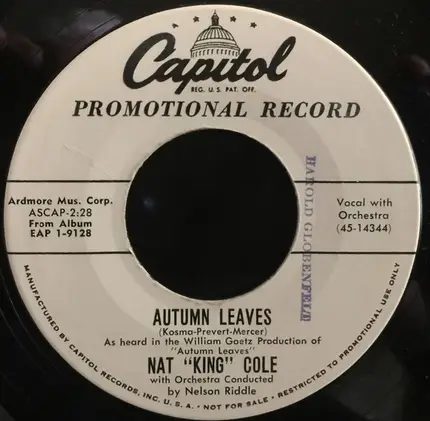 Capitol
REG. U. S. PAT. OFF.
PROMOTIONAL RECORD
Ardmore Mus. Corp.
ASCAP-2:28
From Album
EAP 1-9128
Vocal with
Orchestra
(45-14344)
HAROLD GLOBENFELT
AUTUMN LEAVES
(Kosma-Prevert-Mercer)
As heard in the William Goetz Production of
"Autumn Leaves"
NAT "KING" COLE
with Orchestra Conducted
by Nelson Riddle
MANUFACTURED BY CAPITOL RECORDS, INC. U. S. A. • NOT FOR SALE • RESTRICTED TO PROMOTIONAL USE ONLY